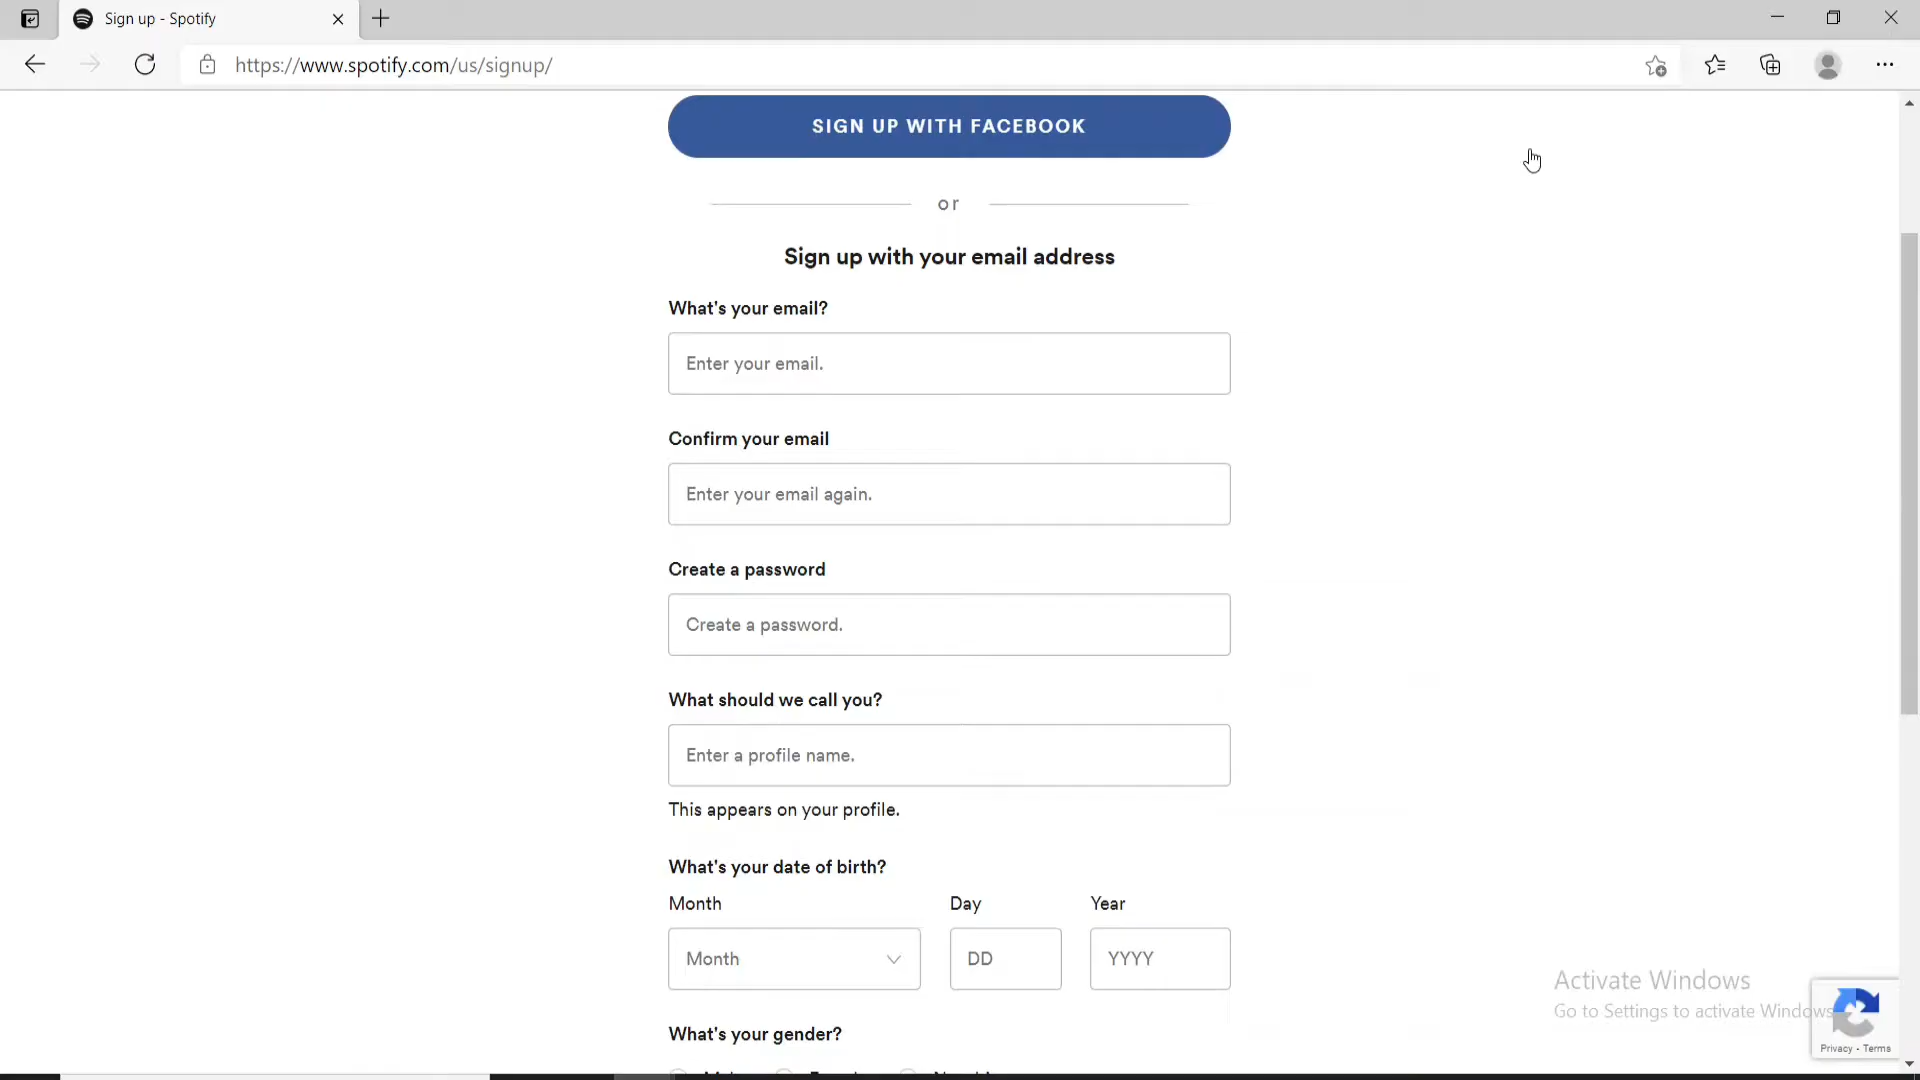 Sign up - Spotify
https://www.spotify.com/us/signup/
SIGN UP WITH FACEBOOK
or
Sign up with your email address
What's your email?
Enter your email.
Confirm your email
Enter your email again.
Create a password
Create a password.
What should we call you?
Enter a profile name.
This appears on your profile.
What's your date of birth?
Month Day Year
Month DD YYYY
What's your gender?
Activate Windows
Go to Settings to activate Windows
Privacy - Terms